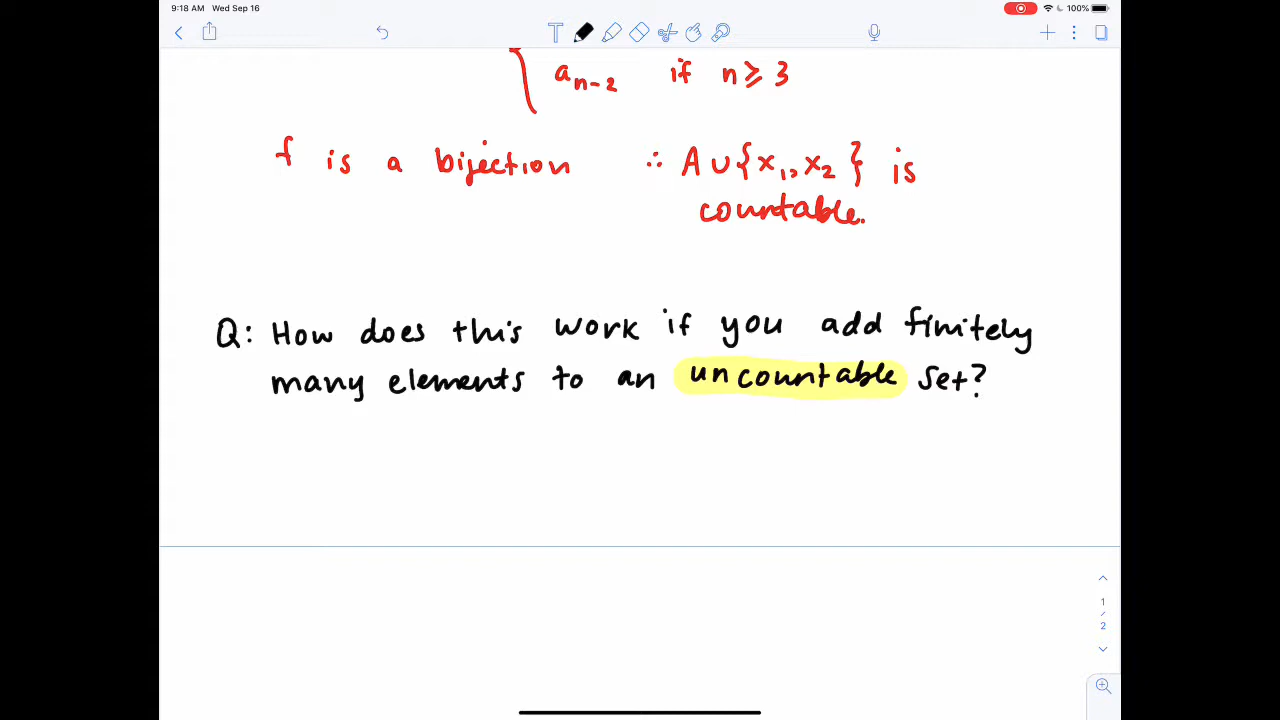 9:18 AM Wed Sep 16
100%
T
aₙ₋₂ if n ≥ 3
f is a bijection ∴ A∪{x₁, x₂} is
countable.
Q: How does this work if you add finitely
many elements to an uncountable set?
1
/
2